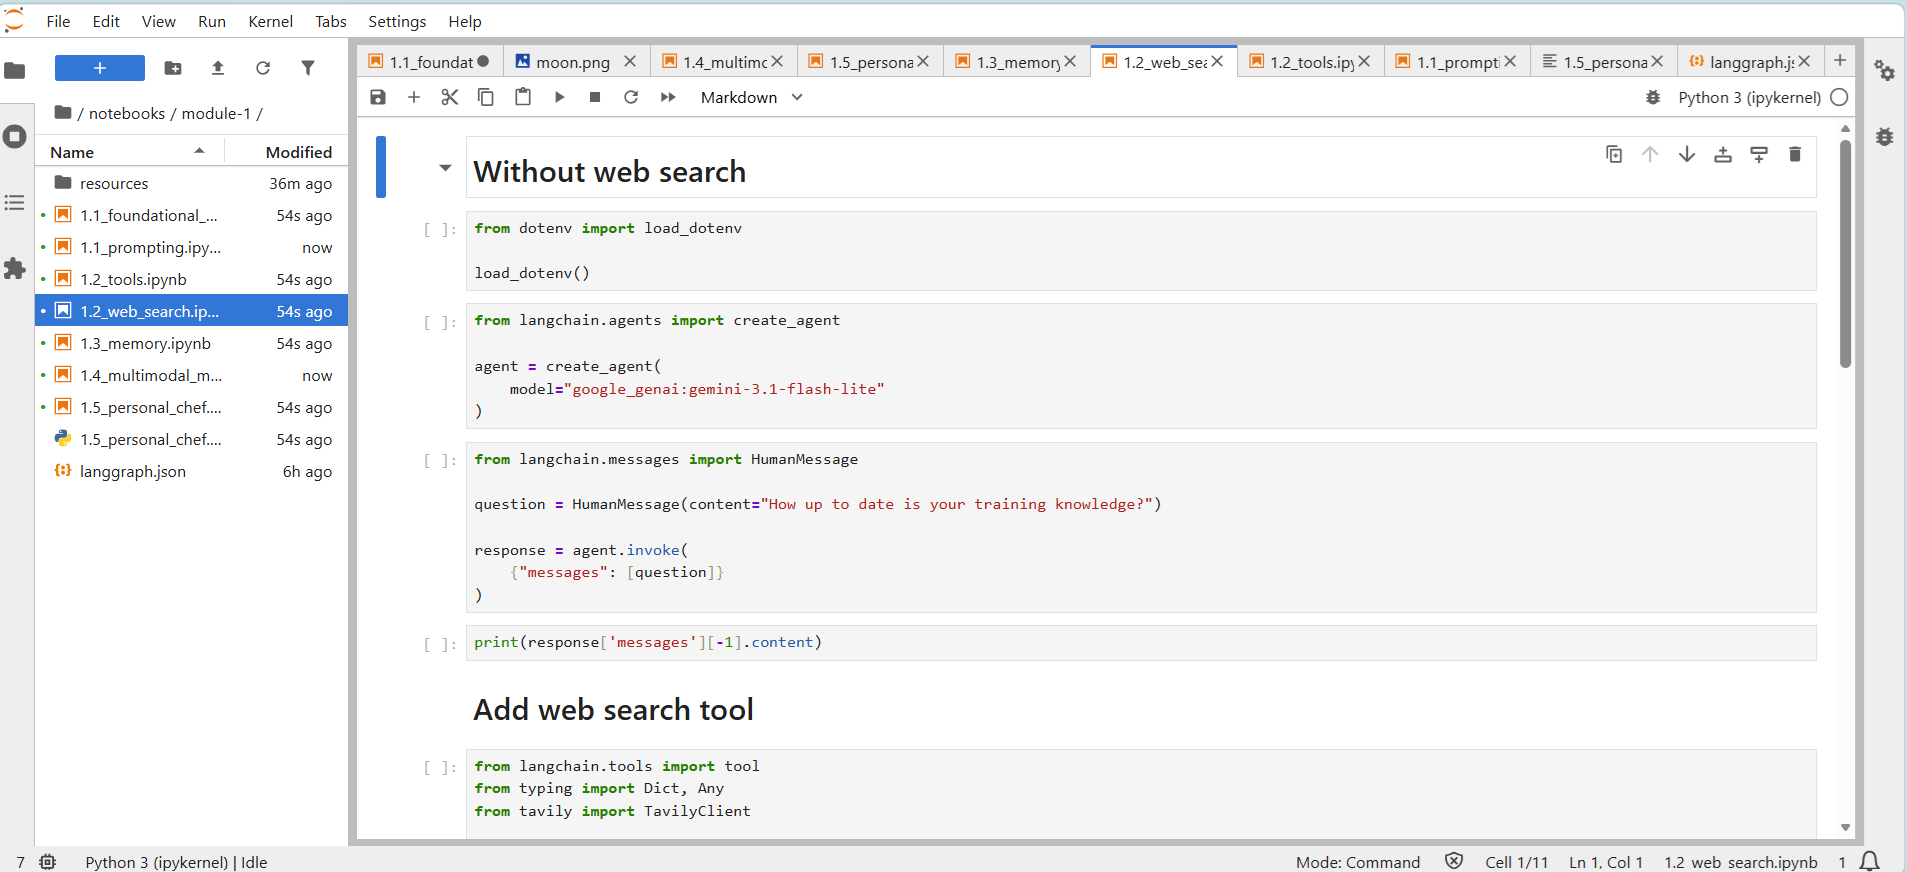 File Edit View Run Kernel Tabs Settings Help
1.1_foundat
moon.png
1.4_multimc
1.5_persona
1.3_memory
1.2_web_sea
1.2_tools.ipy
1.1_prompti
1.5_persona
langgraph.js
+
Markdown
Python 3 (ipykernel)
/ notebooks / module-1 /
Name Modified
resources 36m ago
1.1_foundational_... 54s ago
1.1_prompting.ipy... now
1.2_tools.ipynb 54s ago
1.2_web_search.ip... 54s ago
1.3_memory.ipynb 54s ago
1.4_multimodal_m... now
1.5_personal_chef.... 54s ago
1.5_personal_chef.... 54s ago
langgraph.json 6h ago
Without web search
[ ]:
from dotenv import load_dotenv
load_dotenv()
[ ]:
from langchain.agents import create_agent
agent = create_agent(
model="google_genai:gemini-3.1-flash-lite"
)
[ ]:
from langchain.messages import HumanMessage
question = HumanMessage(content="How up to date is your training knowledge?")
response = agent.invoke(
{"messages": [question]}
)
[ ]:
print(response['messages'][-1].content)
Add web search tool
[ ]:
from langchain.tools import tool
from typing import Dict, Any
from tavily import TavilyClient
7 Python 3 (ipykernel) | Idle
Mode: Command Cell 1/11 Ln 1, Col 1 1.2_web_search.ipynb 1